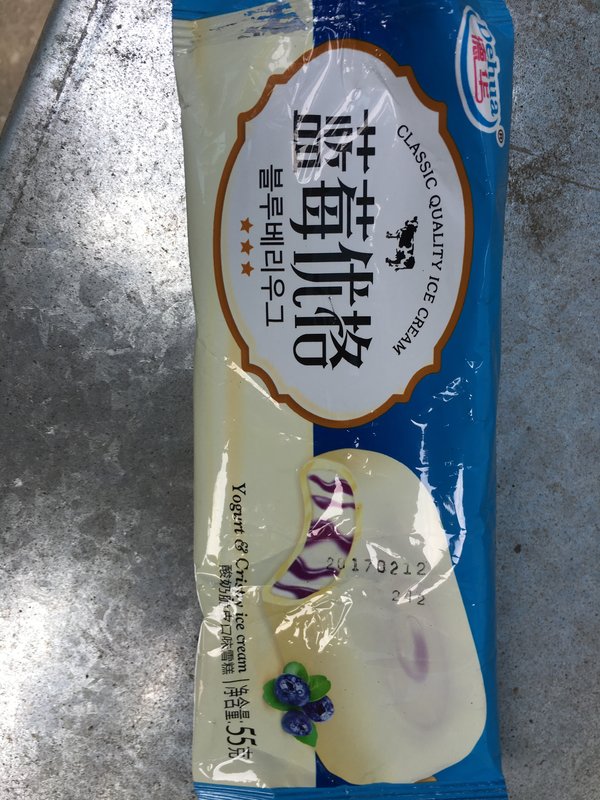 Dehua
德华®
CLASSIC QUALITY ICE CREAM
蓝莓优格
블루베리우그
Yogurt & Crispy ice cream
酸奶脆皮口味雪糕 | 净含量:55克
20170212
242